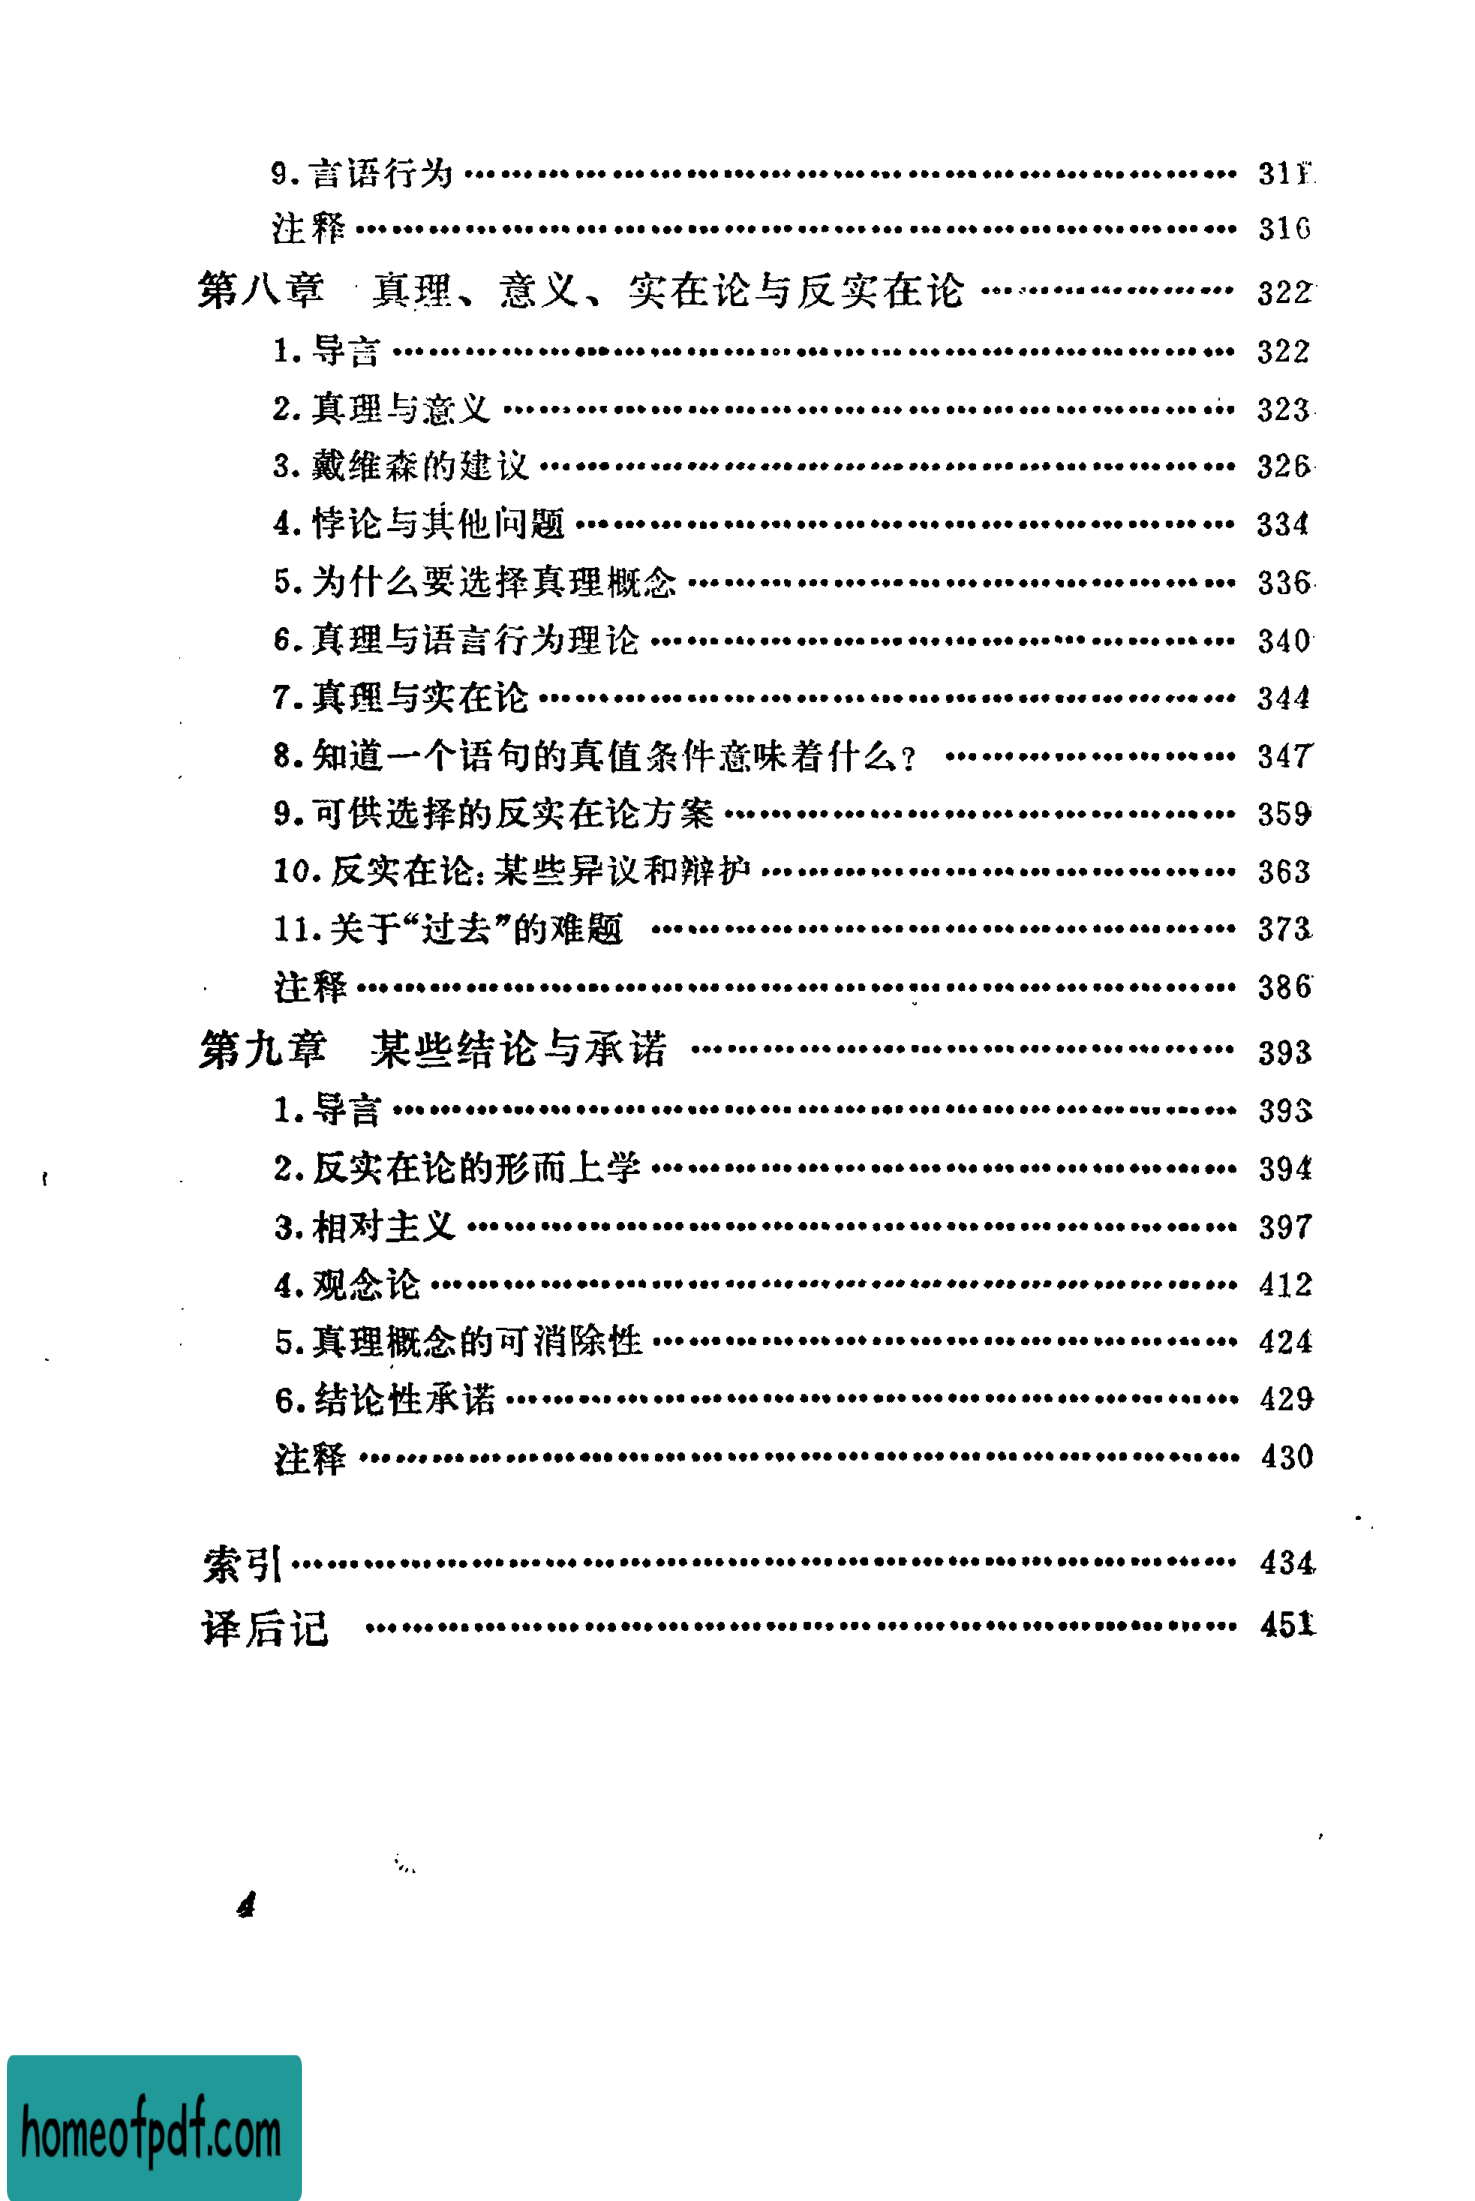 9.言语行为……………………………………………………… 311
注释……………………………………………………………… 316
第八章 真理、意义、实在论与反实在论 ………………… 322
1.导言…………………………………………………………… 322
2.真理与意义 ………………………………………………… 323
3.戴维森的建议 ……………………………………………… 326
4.悖论与其他问题 …………………………………………… 334
5.为什么要选择真理概念 …………………………………… 336
6.真理与语言行为理论 ……………………………………… 340
7.真理与实在论 ……………………………………………… 344
8.知道一个语句的真值条件意味着什么? ………………… 347
9.可供选择的反实在论方案 ………………………………… 359
10.反实在论:某些异议和辩护 ……………………………… 363
11.关于“过去”的难题 ……………………………………… 373
注释……………………………………………………………… 386
第九章 某些结论与承诺 …………………………………… 393
1.导言…………………………………………………………… 393
2.反实在论的形而上学 ……………………………………… 394
3.相对主义 …………………………………………………… 397
4.观念论 ……………………………………………………… 412
5.真理概念的可消除性 ……………………………………… 424
6.结论性承诺 ………………………………………………… 429
注释……………………………………………………………… 430
索引……………………………………………………………… 434
译后记 ………………………………………………………… 451
4
homeofpdf.com